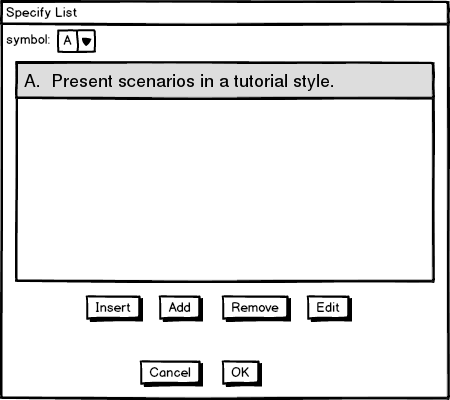 Specify List
symbol: A
A. Present scenarios in a tutorial style.
Insert Add Remove Edit
Cancel OK